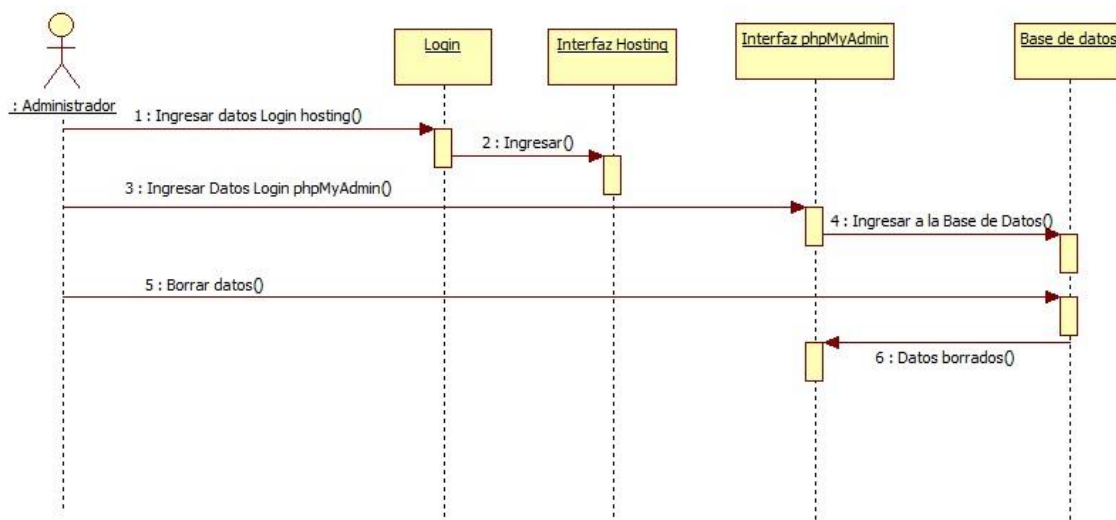 Login
Interfaz Hosting
Interfaz phpMyAdmin
Base de datos
: Administrador
1 : Ingresar datos Login hosting()
2 : Ingresar()
3 : Ingresar Datos Login phpMyAdmin()
4 : Ingresar a la Base de Datos()
5 : Borrar datos()
6 : Datos borrados()